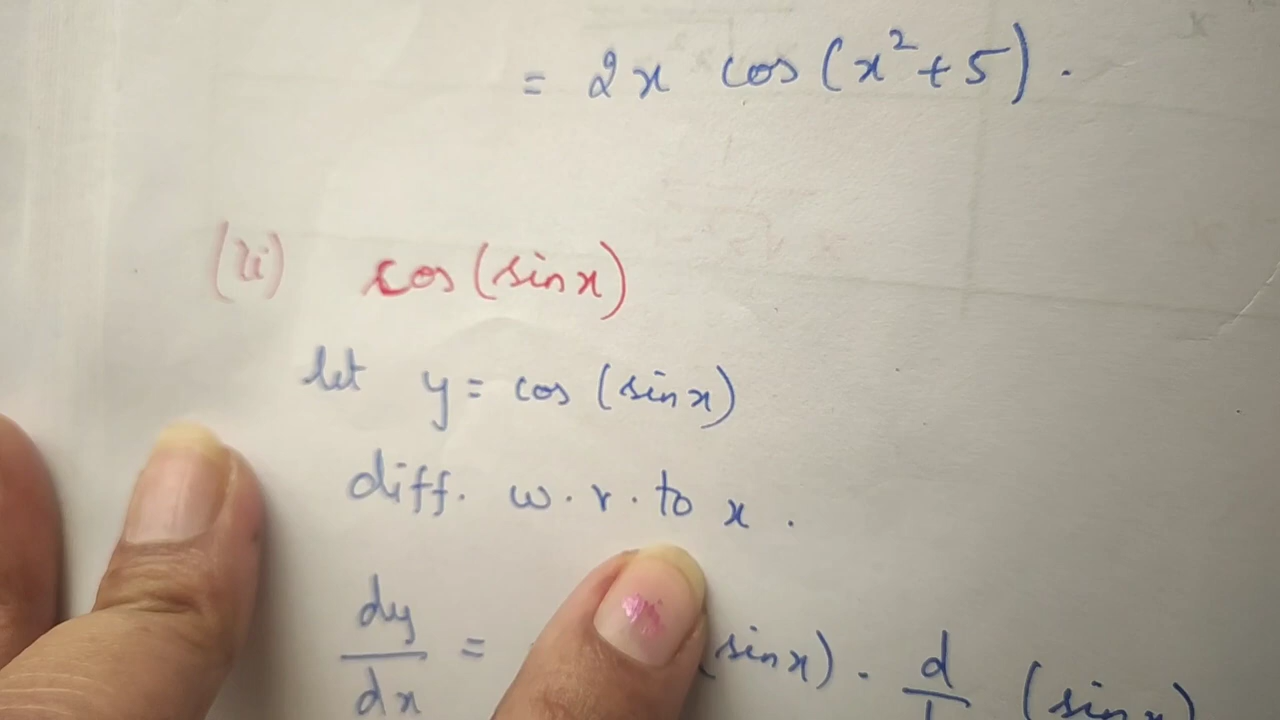 = 2x cos (x²+5).
(ii) cos (sin x)
let y = cos (sin x)
diff. w.r.to x.
dy/dx = (sin x) . d (sin x)